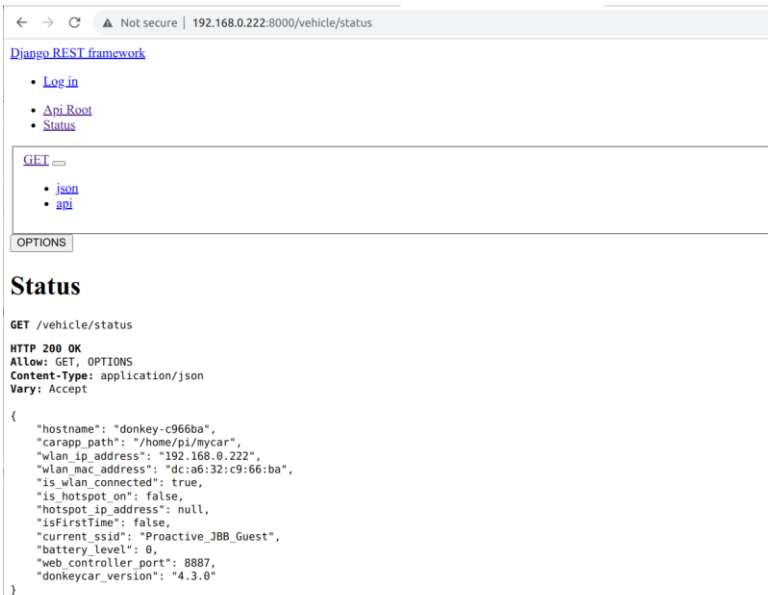 Not secure | 192.168.0.222:8000/vehicle/status
Django REST framework
• Log in
• Api Root
• Status
GET
• json
• api
OPTIONS
Status
GET /vehicle/status
HTTP 200 OK
Allow: GET, OPTIONS
Content-Type: application/json
Vary: Accept
{
    "hostname": "donkey-c966ba",
    "carapp_path": "/home/pi/mycar",
    "wlan_ip_address": "192.168.0.222",
    "wlan_mac_address": "dc:a6:32:c9:66:ba",
    "is_wlan_connected": true,
    "is_hotspot_on": false,
    "hotspot_ip_address": null,
    "isFirstTime": false,
    "current_ssid": "Proactive_JBB_Guest",
    "battery_level": 0,
    "web_controller_port": 8887,
    "donkeycar_version": "4.3.0"
}